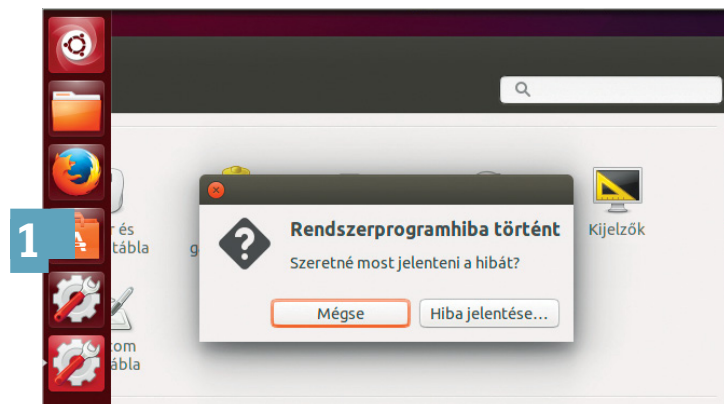 1
Rendszerprogramhiba történt
Szeretné most jelenteni a hibát?
Mégse
Hiba jelentése...
r és
tábla
g
Kijelzők
om
ábla